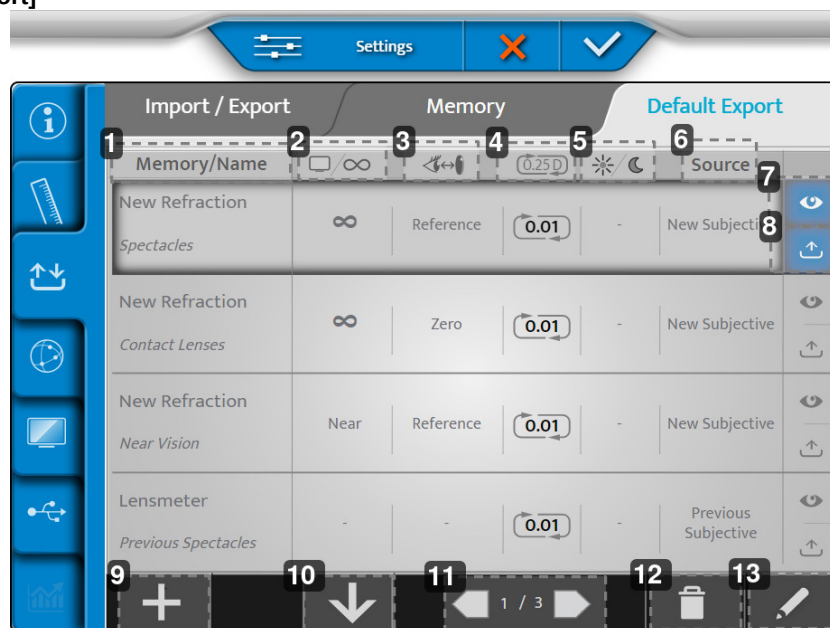 ort]
Settings
Import / Export
Memory
Default Export
1
2
3
4
5
6
Memory/Name
0.25 D
Source
7
New Refraction
Spectacles
∞
Reference
0.01
-
New Subjecti
8
New Refraction
Contact Lenses
∞
Zero
0.01
-
New Subjective
New Refraction
Near Vision
Near
Reference
0.01
-
New Subjective
Lensmeter
Previous Spectacles
-
-
0.01
-
Previous
Subjective
9
10
11
12
13
1 / 3